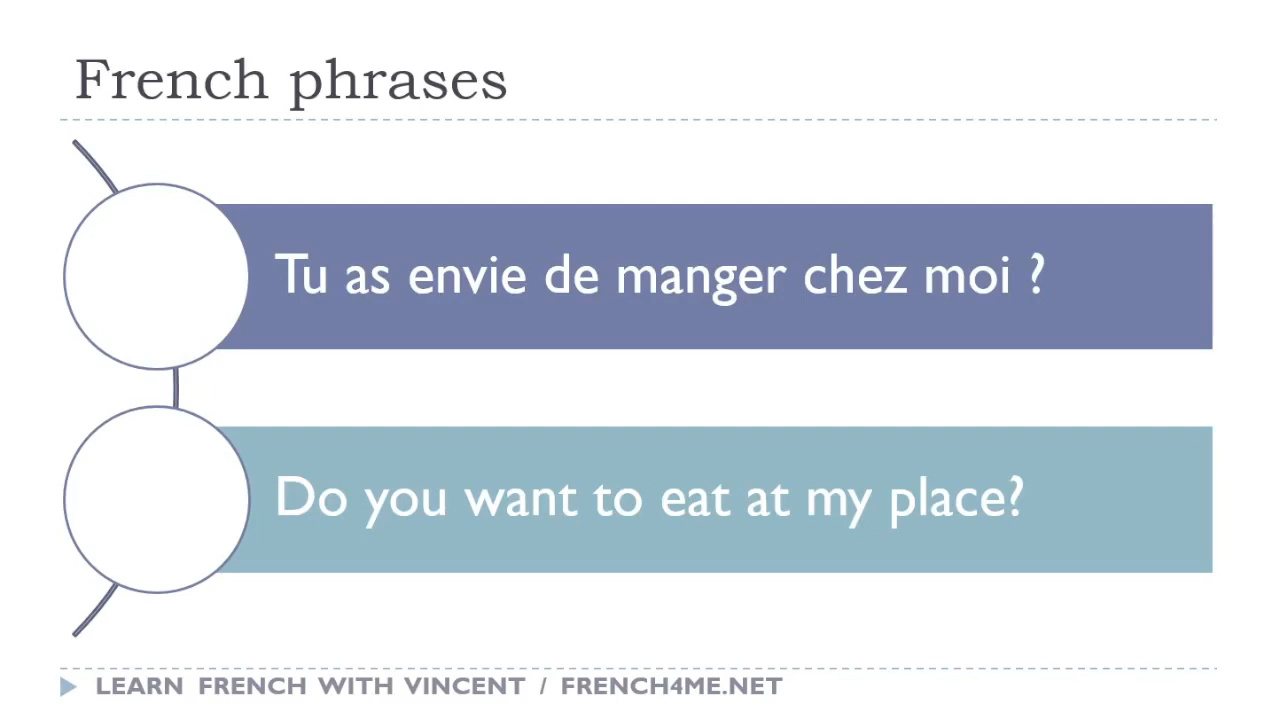 French phrases
Tu as envie de manger chez moi ?
Do you want to eat at my place?
LEARN FRENCH WITH VINCENT / FRENCH4ME.NET